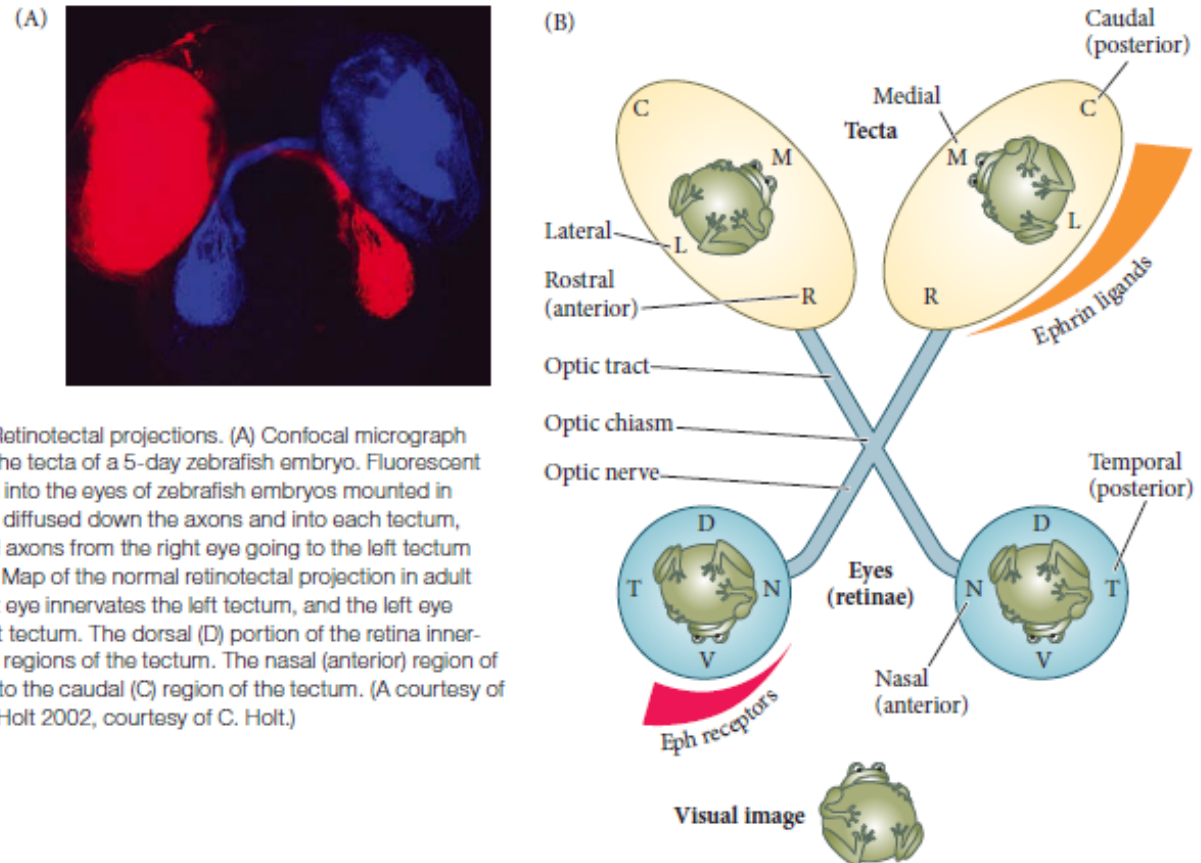 (A)
Retinotectal projections. (A) Confocal micrograph
he tecta of a 5-day zebrafish embryo. Fluorescent
into the eyes of zebrafish embryos mounted in
diffused down the axons and into each tectum,
axons from the right eye going to the left tectum
Map of the normal retinotectal projection in adult
eye innervates the left tectum, and the left eye
tectum. The dorsal (D) portion of the retina inner-
regions of the tectum. The nasal (anterior) region of
to the caudal (C) region of the tectum. (A courtesy of
Holt 2002, courtesy of C. Holt.)
(B)
Caudal
(posterior)
Medial
Tecta
C
C
M
M
Lateral
L
L
Rostral
(anterior)
R
R
Ephrin ligands
Optic tract
Optic chiasm
Optic nerve
Temporal
(posterior)
D
D
T
N
Eyes
(retinae)
N
T
V
V
Nasal
(anterior)
Eph receptors
Visual image